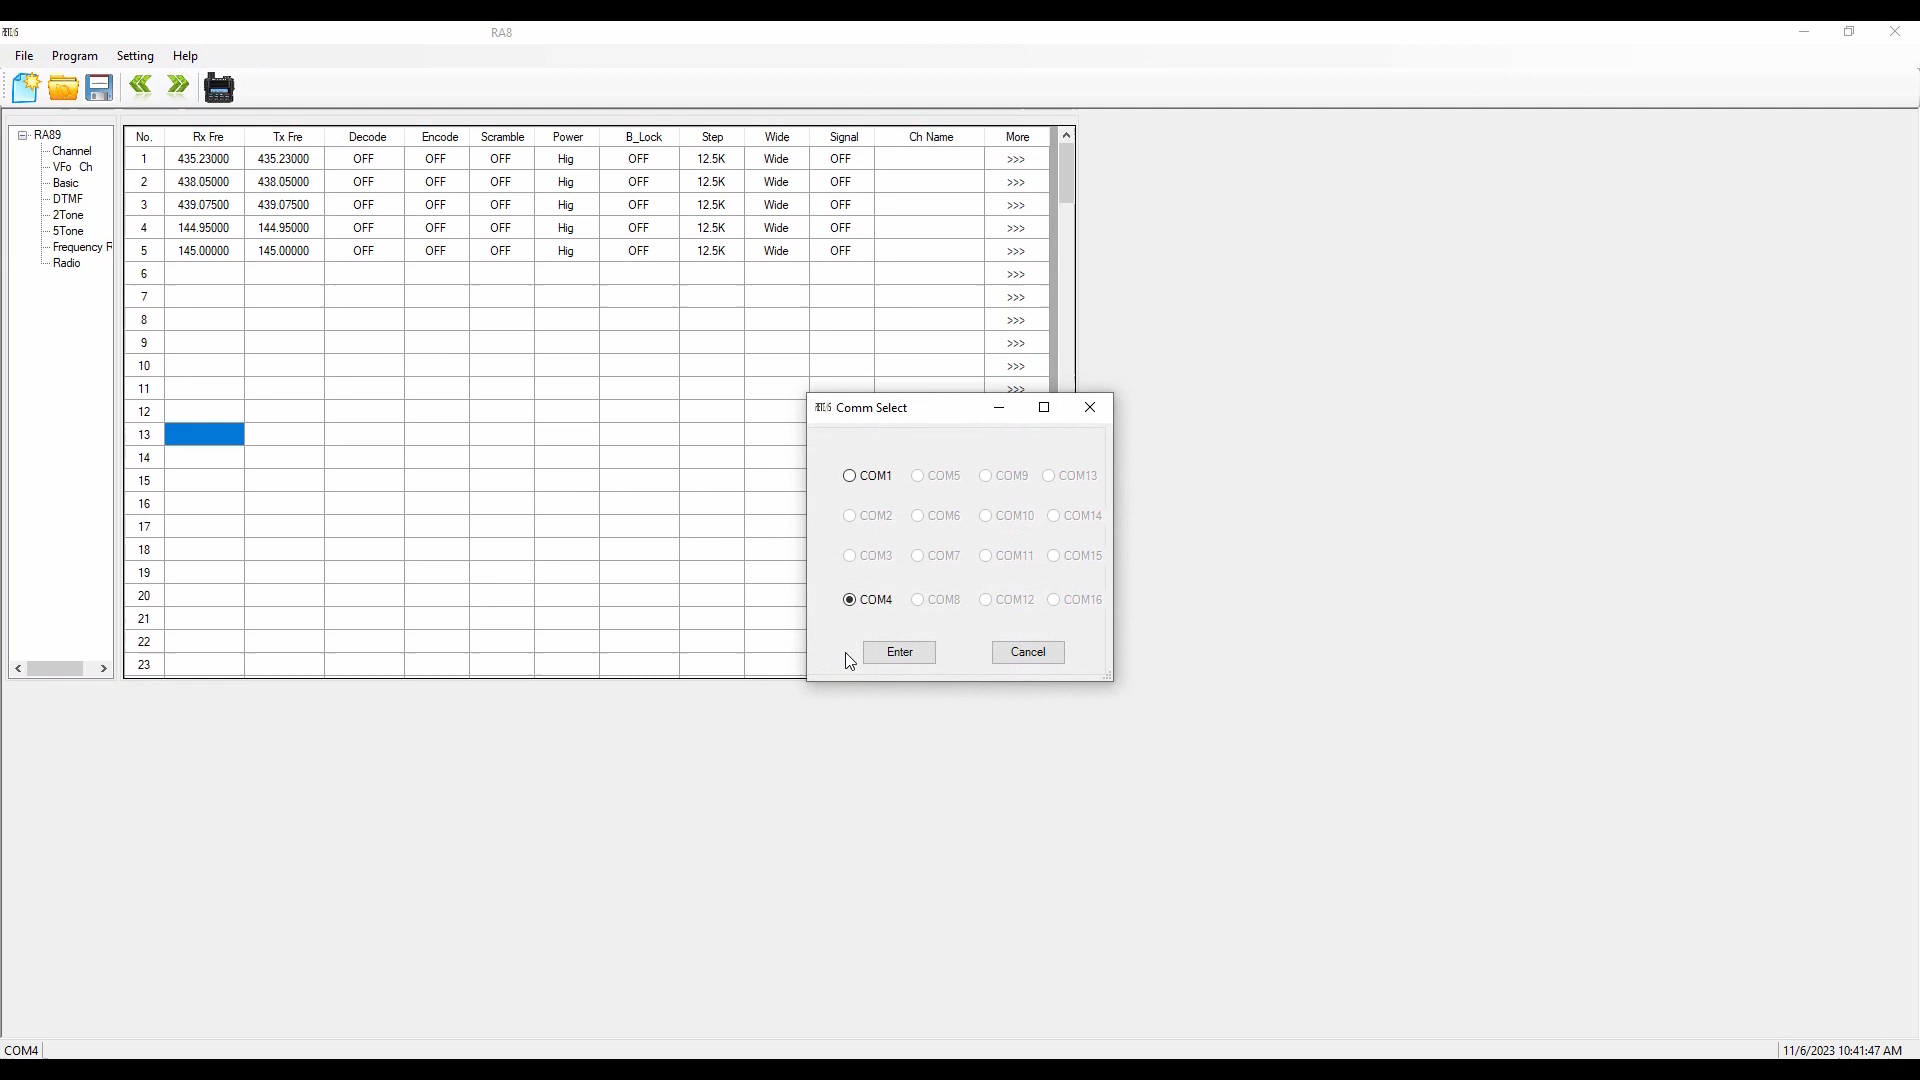 RETEVIS RA8
File Program Setting Help
RA89
Channel
VFo Ch
Basic
DTMF
2Tone
5Tone
Frequency R
Radio
No. Rx Fre Tx Fre Decode Encode Scramble Power B_Lock Step Wide Signal Ch Name More
1 435.23000 435.23000 OFF OFF OFF Hig OFF 12.5K Wide OFF >>>
2 438.05000 438.05000 OFF OFF OFF Hig OFF 12.5K Wide OFF >>>
3 439.07500 439.07500 OFF OFF OFF Hig OFF 12.5K Wide OFF >>>
4 144.95000 144.95000 OFF OFF OFF Hig OFF 12.5K Wide OFF >>>
5 145.00000 145.00000 OFF OFF OFF Hig OFF 12.5K Wide OFF >>>
6 >>>
7 >>>
8 >>>
9 >>>
10 >>>
11 >>>
12
13
14
15
16
17
18
19
20
21
22
23
Comm Select
COM1 COM5 COM9 COM13
COM2 COM6 COM10 COM14
COM3 COM7 COM11 COM15
COM4 COM8 COM12 COM16
Enter Cancel
COM4 11/6/2023 10:41:47 AM